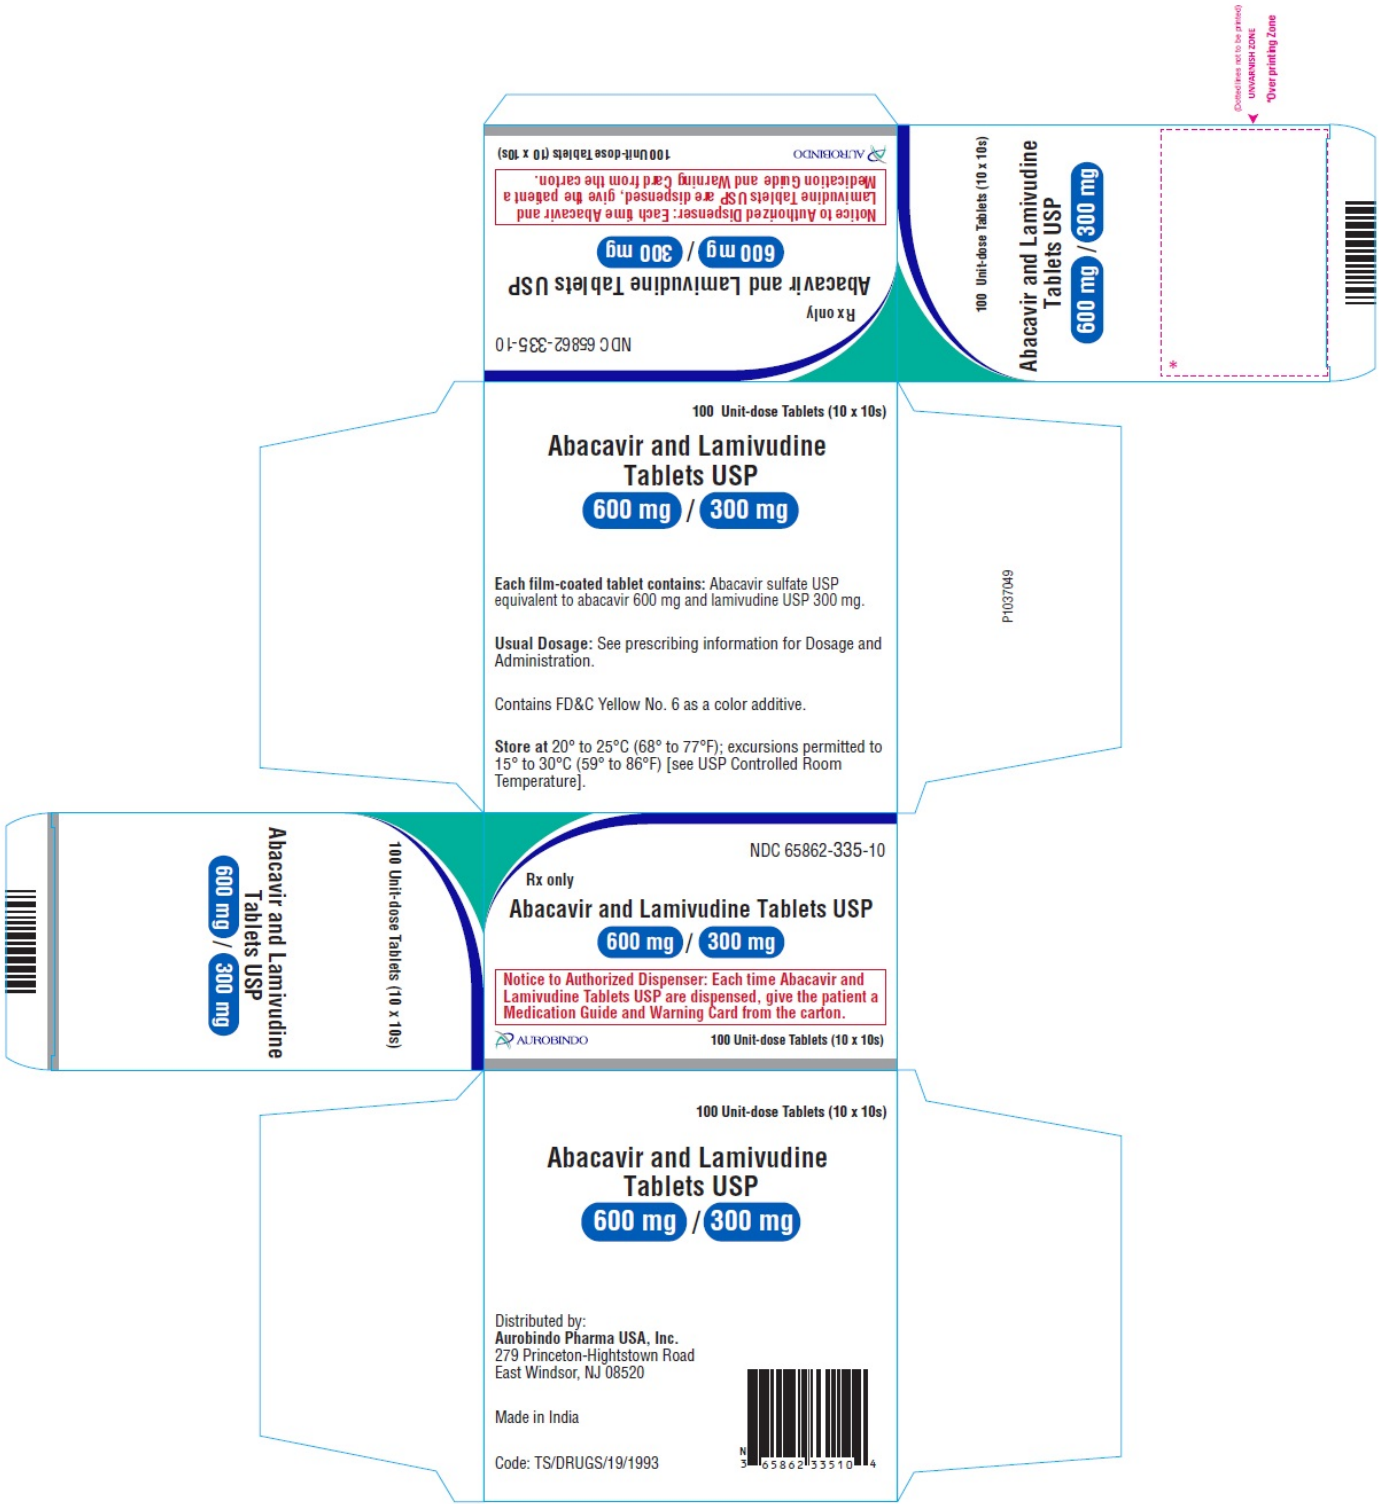 (Dotted lines not to be printed)
UNVARNISH ZONE
*Over printing Zone
NDC 65862-335-10
Rx only
Abacavir and Lamivudine Tablets USP
600 mg / 300 mg
Notice to Authorized Dispenser: Each time Abacavir and
Lamivudine Tablets USP are dispensed, give the patient a
Medication Guide and Warning Card from the carton.
AUROBINDO
100 Unit-dose Tablets (10 x 10s)
100 Unit-dose Tablets (10 x 10s)
Abacavir and Lamivudine
Tablets USP
600 mg / 300 mg
*
100 Unit-dose Tablets (10 x 10s)
Abacavir and Lamivudine
Tablets USP
600 mg / 300 mg
Each film-coated tablet contains: Abacavir sulfate USP
equivalent to abacavir 600 mg and lamivudine USP 300 mg.
Usual Dosage: See prescribing information for Dosage and
Administration.
Contains FD&C Yellow No. 6 as a color additive.
Store at 20° to 25°C (68° to 77°F); excursions permitted to
15° to 30°C (59° to 86°F) [see USP Controlled Room
Temperature].
P1037049
100 Unit-dose Tablets (10 x 10s)
Abacavir and Lamivudine
Tablets USP
600 mg / 300 mg
NDC 65862-335-10
Rx only
Abacavir and Lamivudine Tablets USP
600 mg / 300 mg
Notice to Authorized Dispenser: Each time Abacavir and
Lamivudine Tablets USP are dispensed, give the patient a
Medication Guide and Warning Card from the carton.
AUROBINDO
100 Unit-dose Tablets (10 x 10s)
100 Unit-dose Tablets (10 x 10s)
Abacavir and Lamivudine
Tablets USP
600 mg / 300 mg
Distributed by:
Aurobindo Pharma USA, Inc.
279 Princeton-Hightstown Road
East Windsor, NJ 08520
Made in India
Code: TS/DRUGS/19/1993
N
3 65862 33510 4